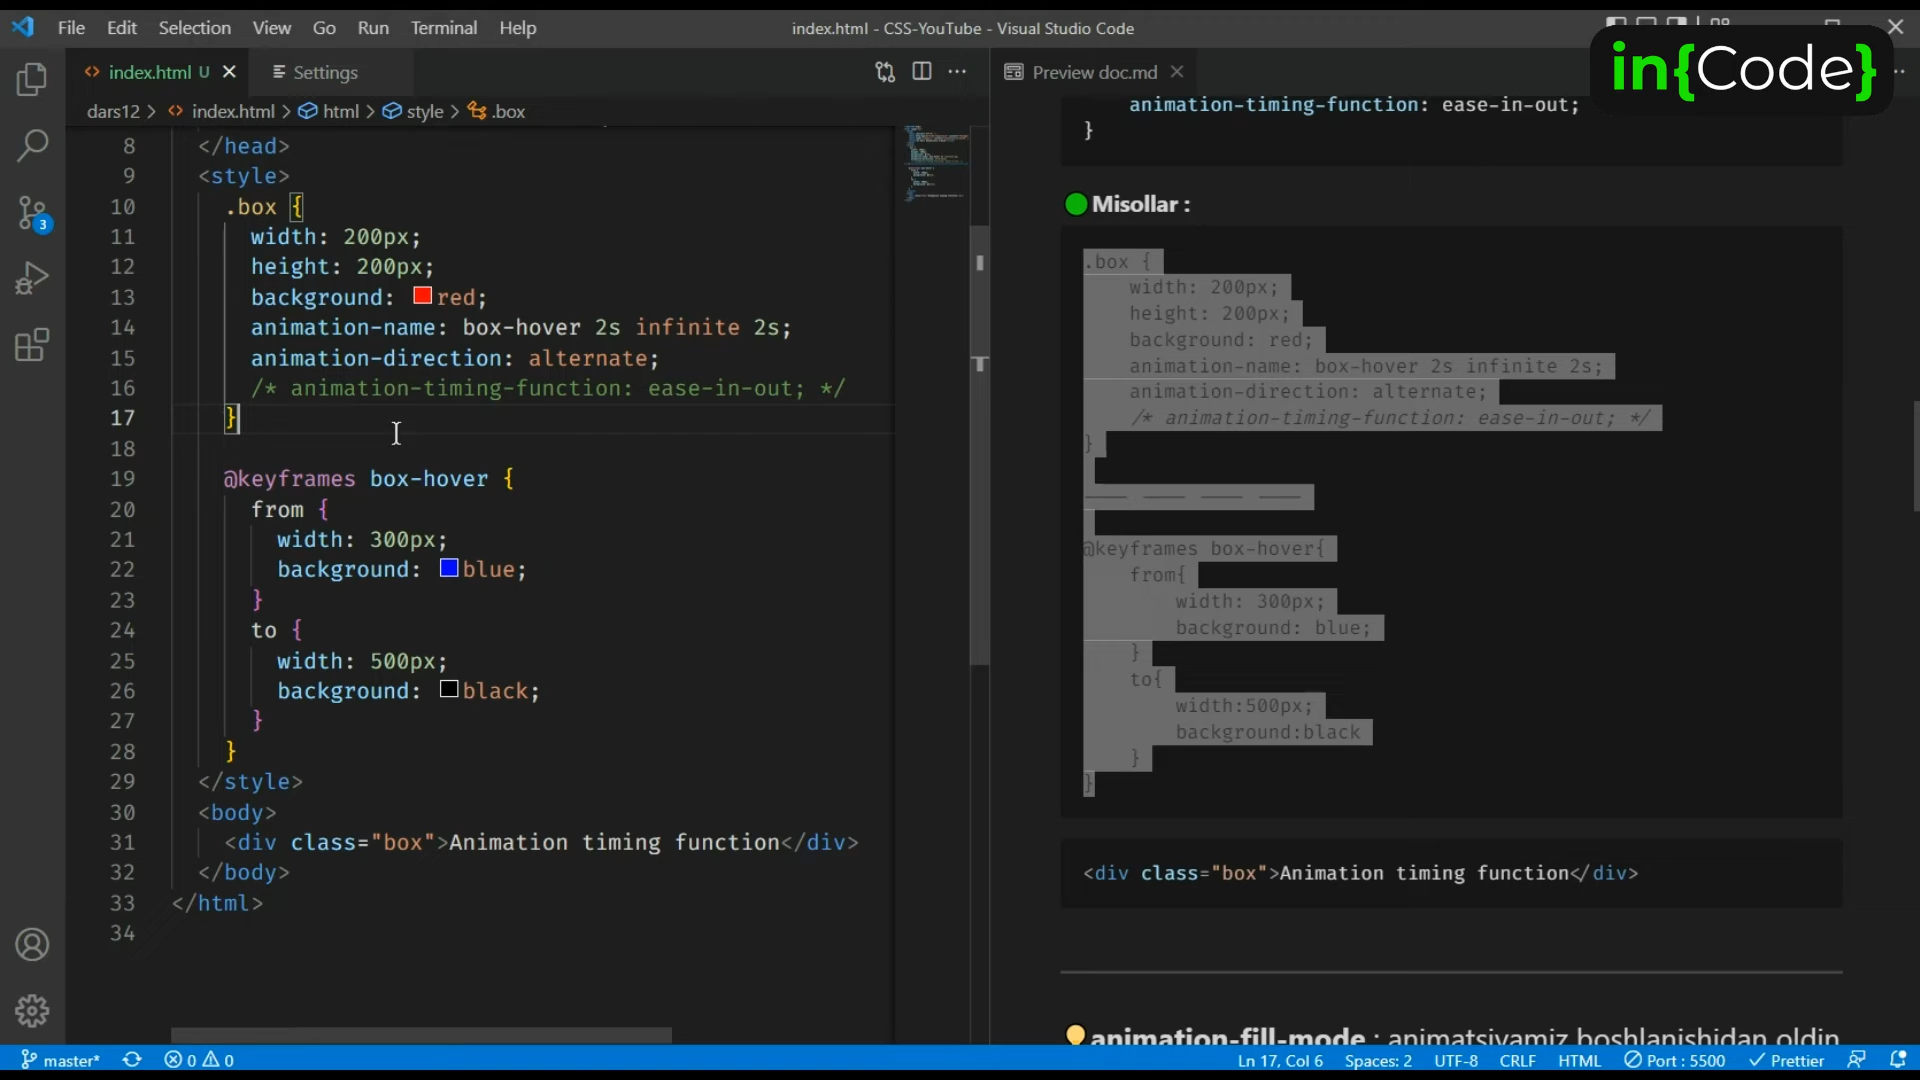 File Edit Selection View Go Run Terminal Help
index.html - CSS-YouTube - Visual Studio Code
in{Code}
index.html U
Settings
Preview doc.md
dars12 > index.html > html > style > .box
8 </head>
9 <style>
10 .box {
11 width: 200px;
12 height: 200px;
13 background: red;
14 animation-name: box-hover 2s infinite 2s;
15 animation-direction: alternate;
16 /* animation-timing-function: ease-in-out; */
17 }
18
19 @keyframes box-hover {
20 from {
21 width: 300px;
22 background: blue;
23 }
24 to {
25 width: 500px;
26 background: black;
27 }
28 }
29 </style>
30 <body>
31 <div class="box">Animation timing function</div>
32 </body>
33 </html>
34
animation-timing-function: ease-in-out;
}
Misollar :
.box {
width: 200px;
height: 200px;
background: red;
animation-name: box-hover 2s infinite 2s;
animation-direction: alternate;
/* animation-timing-function: ease-in-out; */
}
@keyframes box-hover{
from{
width: 300px;
background: blue;
}
to{
width:500px;
background:black
}
}
<div class="box">Animation timing function</div>
animation-fill-mode : animatsiyamiz boshlanishidan oldin
3
master* 0 0
Ln 17, Col 6 Spaces: 2 UTF-8 CRLF HTML Port : 5500 Prettier